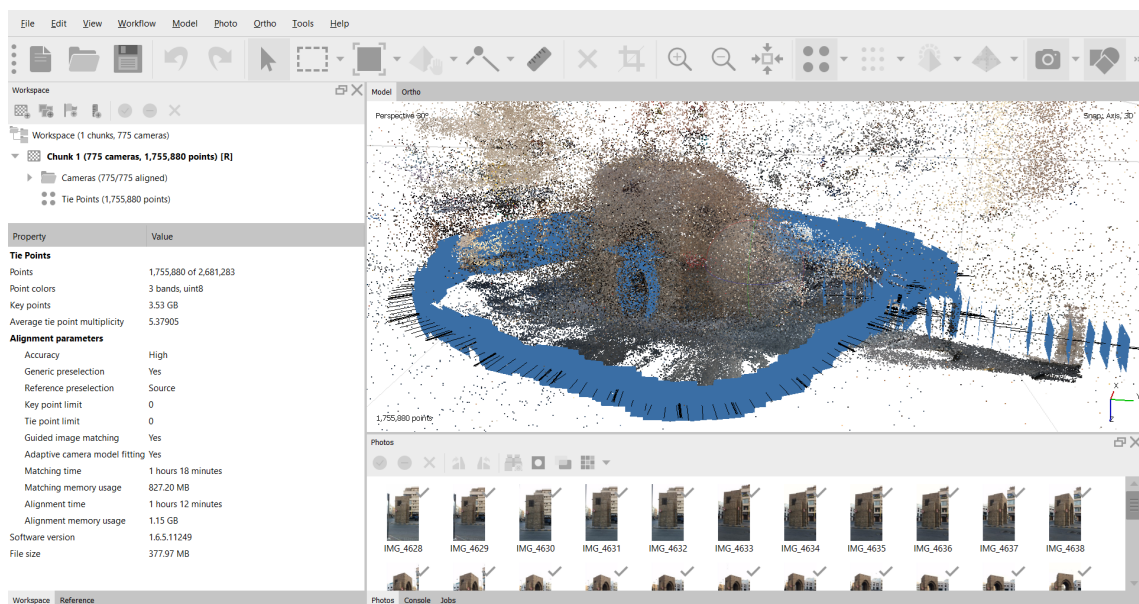 File Edit View Workflow Model Photo Ortho Tools Help
Workspace
Workspace (1 chunks, 775 cameras)
Chunk 1 (775 cameras, 1,755,880 points) [R]
Cameras (775/775 aligned)
Tie Points (1,755,880 points)
Property Value
Tie Points
Points 1,755,880 of 2,681,283
Point colors 3 bands, uint8
Key points 3.53 GB
Average tie point multiplicity 5.37905
Alignment parameters
Accuracy High
Generic preselection Yes
Reference preselection Source
Key point limit 0
Tie point limit 0
Guided image matching Yes
Adaptive camera model fitting Yes
Matching time 1 hours 18 minutes
Matching memory usage 827.20 MB
Alignment time 1 hours 12 minutes
Alignment memory usage 1.15 GB
Software version 1.6.5.11249
File size 377.97 MB
Workspace Reference
Model Ortho
Perspective 30° Snap: Axis, 3D
1,755,880 points
X
Y
Z
Photos
IMG_4628 IMG_4629 IMG_4630 IMG_4631 IMG_4632 IMG_4633 IMG_4634 IMG_4635 IMG_4636 IMG_4637 IMG_4638
Photos Console Jobs